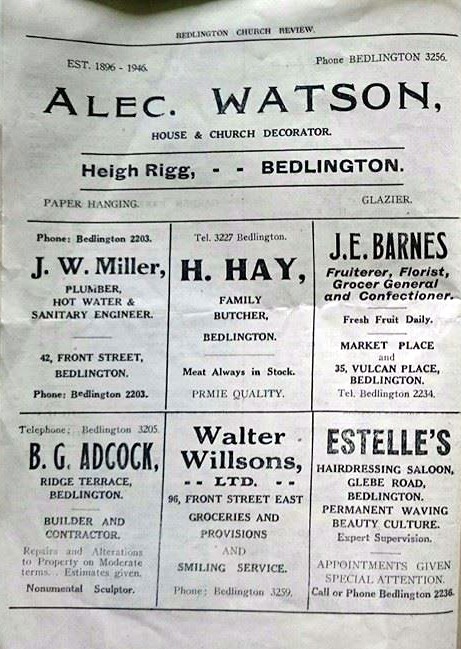 BEDLINGTON CHURCH REVIEW.
EST. 1896 - 1946.
Phone BEDLINGTON 3256.
ALEC. WATSON,
HOUSE & CHURCH DECORATOR.
Heigh Rigg, - - BEDLINGTON.
PAPER HANGING.
GLAZIER.
Phone: Bedlington 2203.
J. W. Miller,
PLUMBER,
HOT WATER &
SANITARY ENGINEER.
42, FRONT STREET,
BEDLINGTON.
Phone: Bedlington 2203.
Tel. 3227 Bedlington.
H. HAY,
FAMILY
BUTCHER,
BEDLINGTON.
Meat Always in Stock.
PRMIE QUALITY.
J.E. BARNES
Fruiterer, Florist,
Grocer General
and Confectioner.
Fresh Fruit Daily.
MARKET PLACE
and
35, VULCAN PLACE,
BEDLINGTON.
Tel. Bedlington 2234.
Telephone: Bedlington 3205.
B. G. ADCOCK,
RIDGE TERRACE,
BEDLINGTON.
BUILDER AND
CONTRACTOR.
Repairs and Alterations
to Property on Moderate
terms. . Estimates given.
Nonumental Sculptor.
Walter
Willsons,
- - LTD. - -
96, FRONT STREET EAST
GROCERIES AND
PROVISIONS
AND
SMILING SERVICE.
Phone: Bedlington 3259.
ESTELLE'S
HAIRDRESSING SALOON,
GLEBE ROAD,
BEDLINGTON.
PERMANENT WAVING
BEAUTY CULTURE.
Expert Supervision.
APPOINTMENTS GIVEN
SPECIAL ATTENTION.
Call or Phone Bedlington 2236.